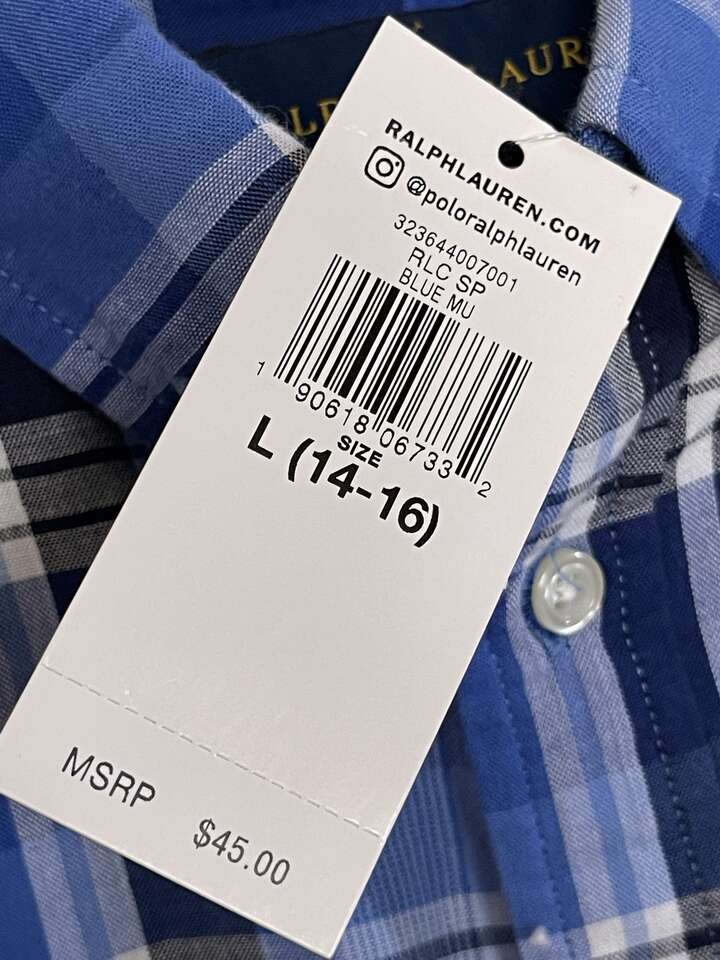 RALPHLAUREN.COM
@poloralphlauren
323644007001
RLC SP
BLUE MU
1 90618 06733 2
SIZE
L (14-16)
MSRP
$45.00